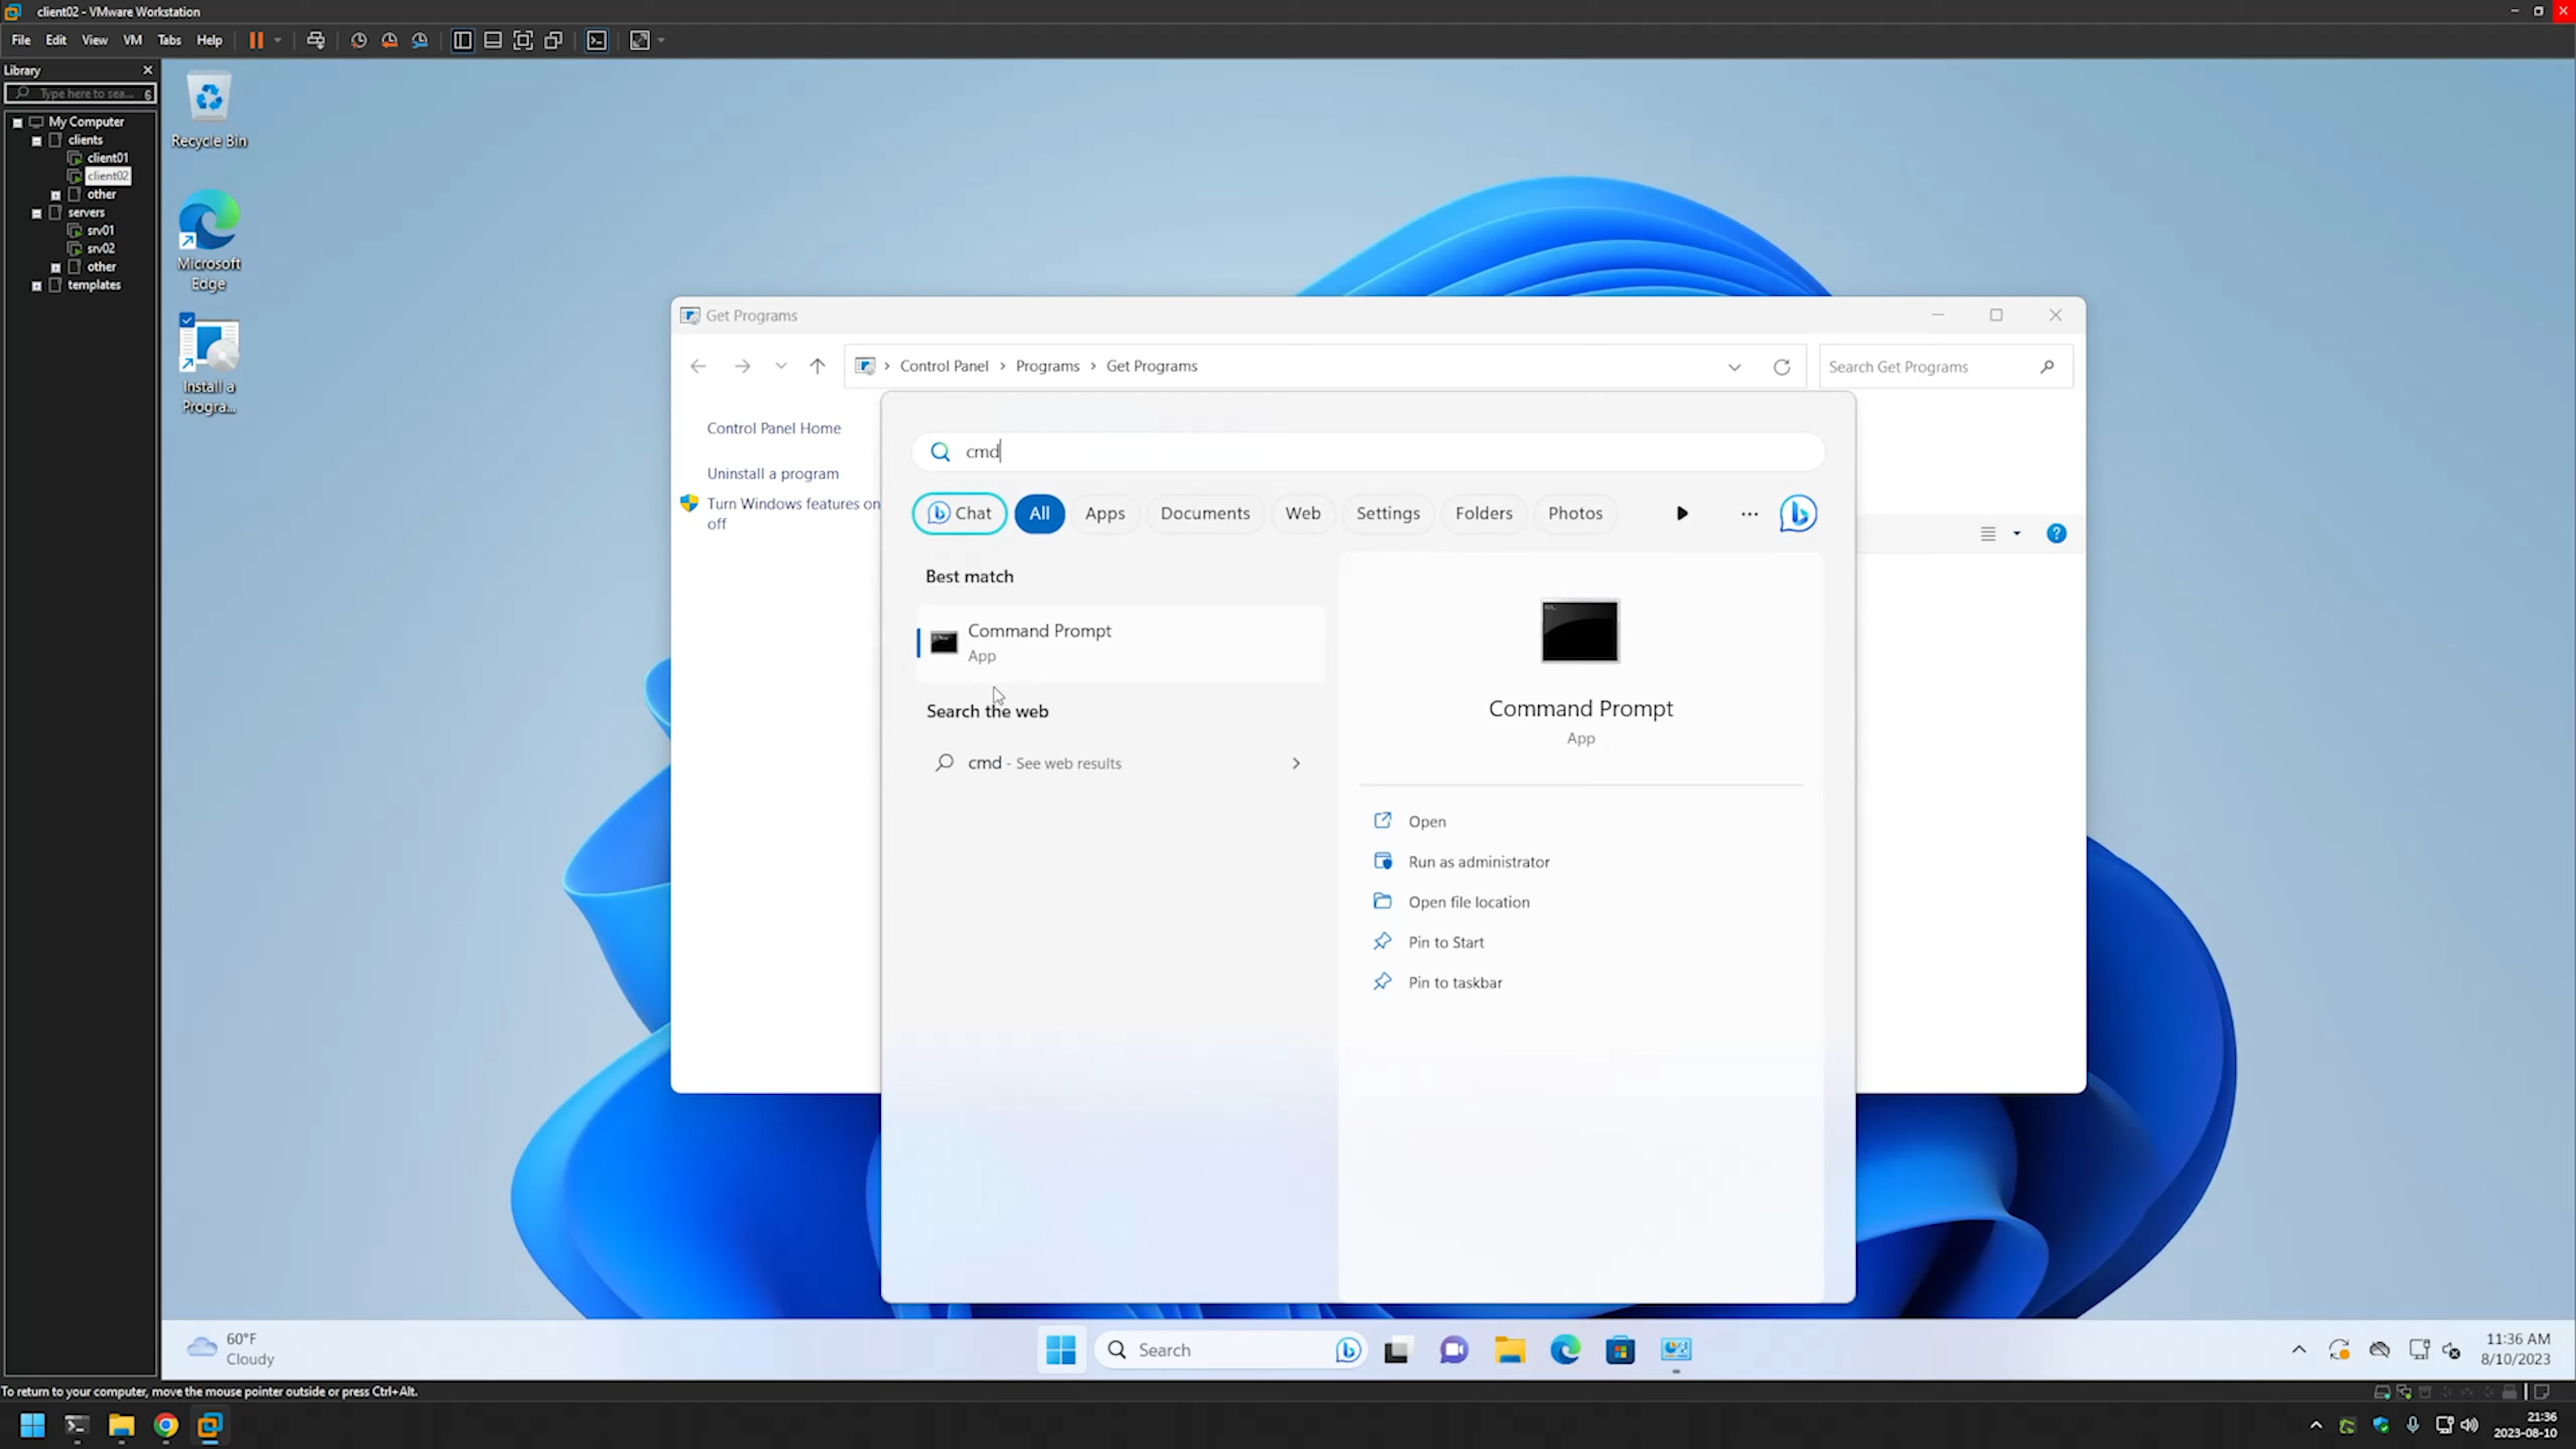 client02 - VMware Workstation
File Edit View VM Tabs Help
Library
Type here to sea... 6
My Computer
clients
client01
client02
other
servers
srv01
srv02
other
templates
Recycle Bin
Microsoft
Edge
Install a
Progra...
Get Programs
Control Panel > Programs > Get Programs
Search Get Programs
Control Panel Home
Uninstall a program
Turn Windows features on
off
cmd
Chat All Apps Documents Web Settings Folders Photos
Best match
Command Prompt
App
Search the web
cmd - See web results
Command Prompt
App
Open
Run as administrator
Open file location
Pin to Start
Pin to taskbar
60°F
Cloudy
Search
11:36 AM
8/10/2023
To return to your computer, move the mouse pointer outside or press Ctrl+Alt.
21:36
2023-08-10